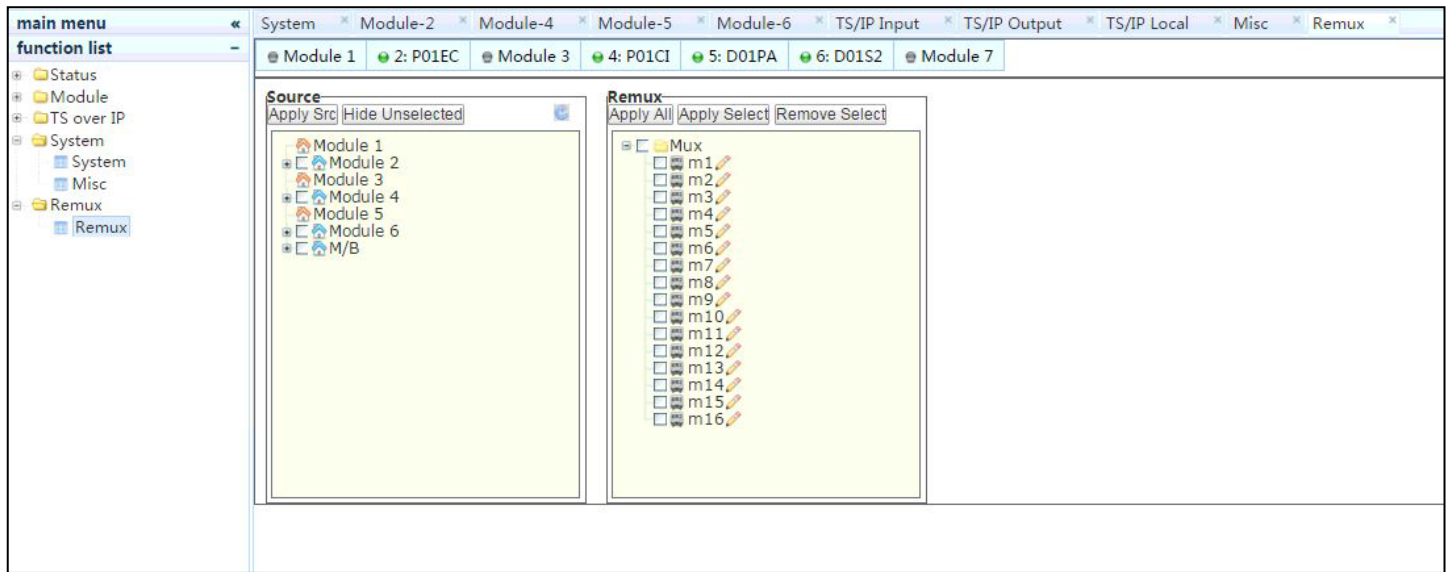 main menu «
System Module-2 Module-4 Module-5 Module-6 TS/IP Input TS/IP Output TS/IP Local Misc Remux
function list
Module 1 2: P01EC Module 3 4: P01CI 5: D01PA 6: D01S2 Module 7
Status
Module
TS over IP
System
System
Misc
Remux
Remux
Source
Apply Src Hide Unselected
Module 1
Module 2
Module 3
Module 4
Module 5
Module 6
M/B
Remux
Apply All Apply Select Remove Select
Mux
m1
m2
m3
m4
m5
m6
m7
m8
m9
m10
m11
m12
m13
m14
m15
m16